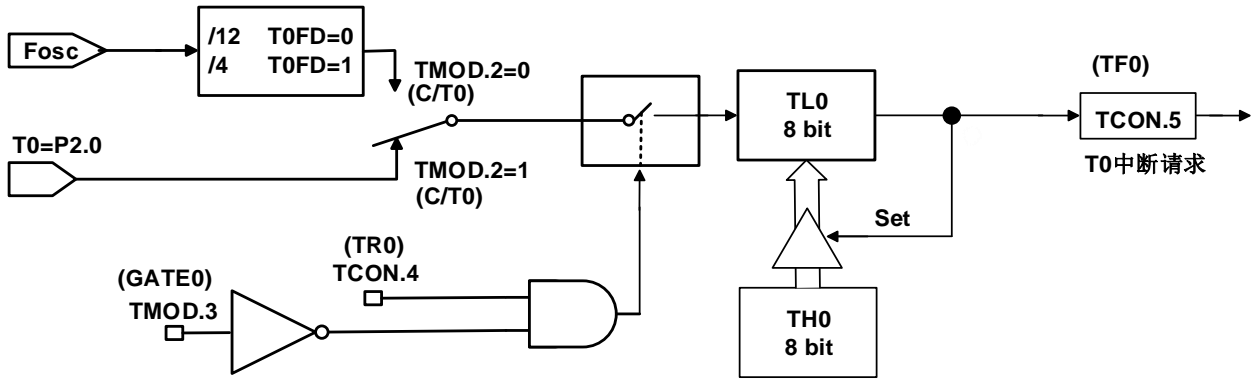 Fosc
/12 T0FD=0
/4 T0FD=1
TMOD.2=0
(C/T0)
T0=P2.0
TMOD.2=1
(C/T0)
(TR0)
TCON.4
(GATE0)
TMOD.3
TL0
8 bit
(TF0)
TCON.5
T0中断请求
Set
TH0
8 bit